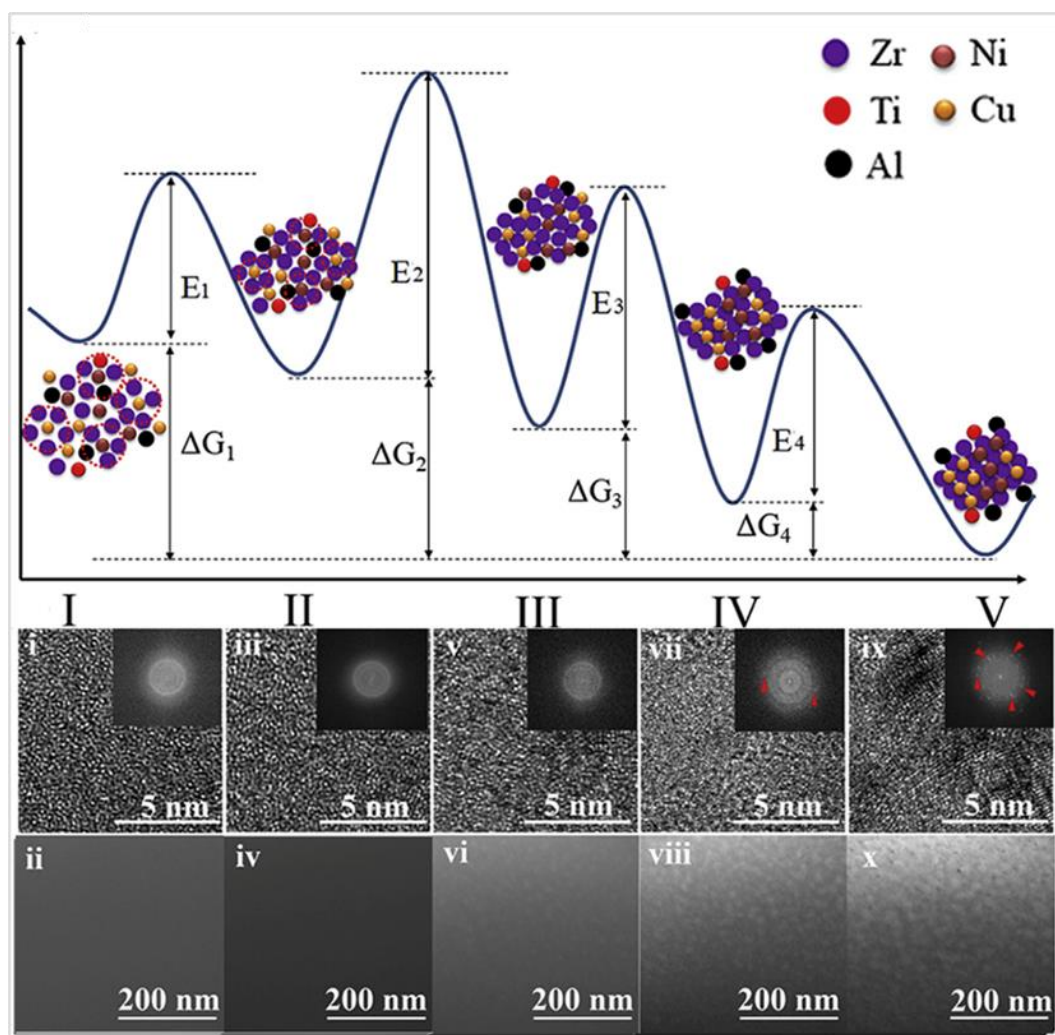 Zr Ni
Ti Cu
Al
E1
E2
E3
E4
ΔG1
ΔG2
ΔG3
ΔG4
I II III IV V
i iii v vii ix
5 nm 5 nm 5 nm 5 nm 5 nm
ii iv vi viii x
200 nm 200 nm 200 nm 200 nm 200 nm